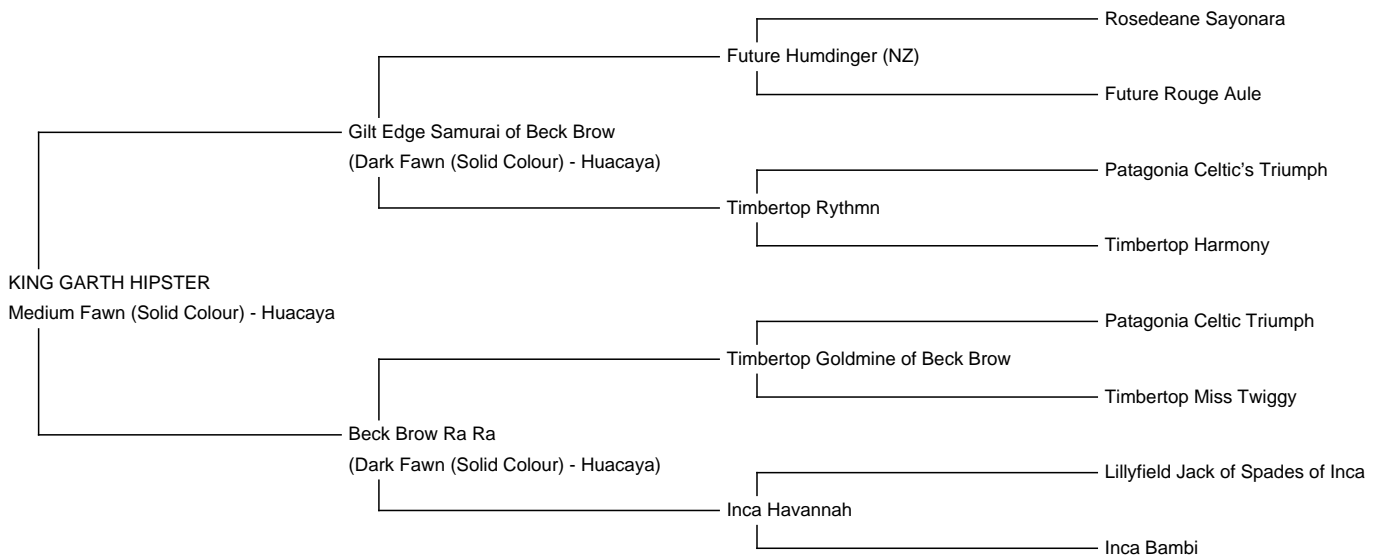 Rosedeane Sayonara
Future Humdinger (NZ)
Future Rouge Aule
Gilt Edge Samurai of Beck Brow
(Dark Fawn (Solid Colour) - Huacaya)
Patagonia Celtic's Triumph
Timbertop Rythmn
Timbertop Harmony
KING GARTH HIPSTER
Medium Fawn (Solid Colour) - Huacaya
Patagonia Celtic Triumph
Timbertop Goldmine of Beck Brow
Timbertop Miss Twiggy
Beck Brow Ra Ra
(Dark Fawn (Solid Colour) - Huacaya)
Lillyfield Jack of Spades of Inca
Inca Havannah
Inca Bambi